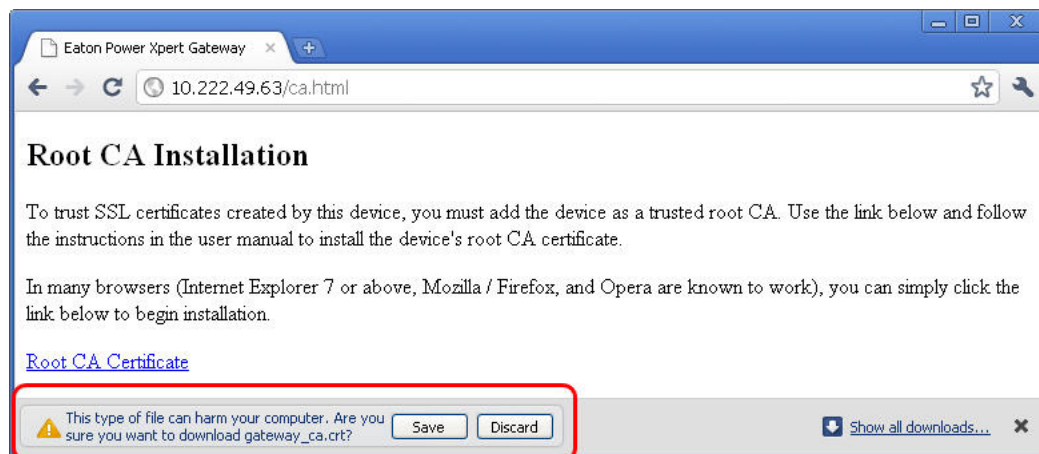 Eaton Power Xpert Gateway
10.222.49.63/ca.html
Root CA Installation
To trust SSL certificates created by this device, you must add the device as a trusted root CA. Use the link below and follow
the instructions in the user manual to install the device's root CA certificate.
In many browsers (Internet Explorer 7 or above, Mozilla / Firefox, and Opera are known to work), you can simply click the
link below to begin installation.
Root CA Certificate
This type of file can harm your computer. Are you
sure you want to download gateway_ca.crt?
Save
Discard
Show all downloads...